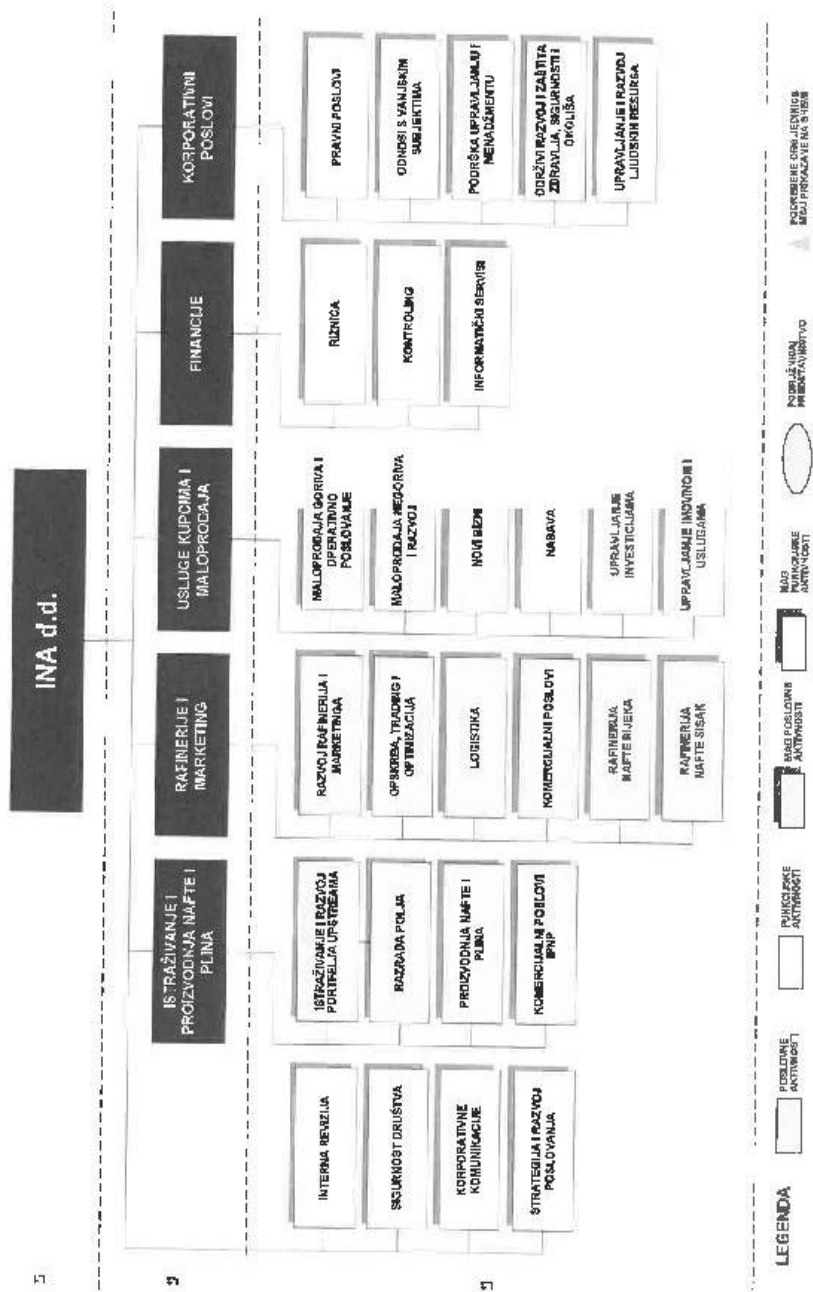 INA d.d.
ISTRAŽIVANJE I
PROIZVODNJA NAFTE I
PLINA
RAFINERIJE I
MARKETING
USLUGE KUPCIMA I
MALOPRODAJA
FINANCIJE
KORPORATIVNI
POSLOVI
INTERNA REVIZIJA
SIGURNOST DRUŠTVA
KORPORATIVNE
KOMUNIKACIJE
STRATEGIJA I RAZVOJ
POSLOVANJA
ISTRAŽIVANJE I RAZVOJ
PORTFELJA UPSTREAMA
RAZRADA POLJA
PROIZVODNJA NAFTE I
PLINA
KOMERCIJALNI POSLOVI
IPNP
RAZVOJ RAFINERIJA I
MARKETINGA
OPSKRBA, TRADING I
OPTIMIZACIJA
LOGISTIKA
KOMERCIJALNI POSLOVI
RAFINERIJA
NAFTE RIJEKA
RAFINERIJA
NAFTE SISAK
MALOPRODAJA GORIVA I
OPERATIVNO
POSLOVANJE
MALOPRODAJA NEGORIVA
I RAZVOJ
NOVI BIZNI
NABAVA
UPRAVLJANJE
INVESTICIJAMA
UPRAVLJANJE IMOVINOM I
USLUGAMA
RIZNICA
KONTROLING
INFORMATIČKI SERVISI
PRAVNI POSLOVI
ODNOSI S VANJSKIM
SUBJEKTIMA
PODRŠKA UPRAVLJANJU I
MENADŽMENTU
ODRŽIVI RAZVOJ I ZAŠTITA
ZDRAVLJA, SIGURNOSTI I
OKOLIŠA
UPRAVLJANJE I RAZVOJ
LJUDSKIH RESURSA
LEGENDA
POSLOVNE
AKTIVNOSTI
FUNKCIJSKE
AKTIVNOSTI
MAG POSLOVNE
AKTIVNOSTI
MAG
FUNKCIJSKE
AKTIVNOSTI
PODRUŽNICA/
PREDSTAVNIŠTVO
PODREĐENE ORG JEDINICE
NISU PRIKAZANE NA SHEMI